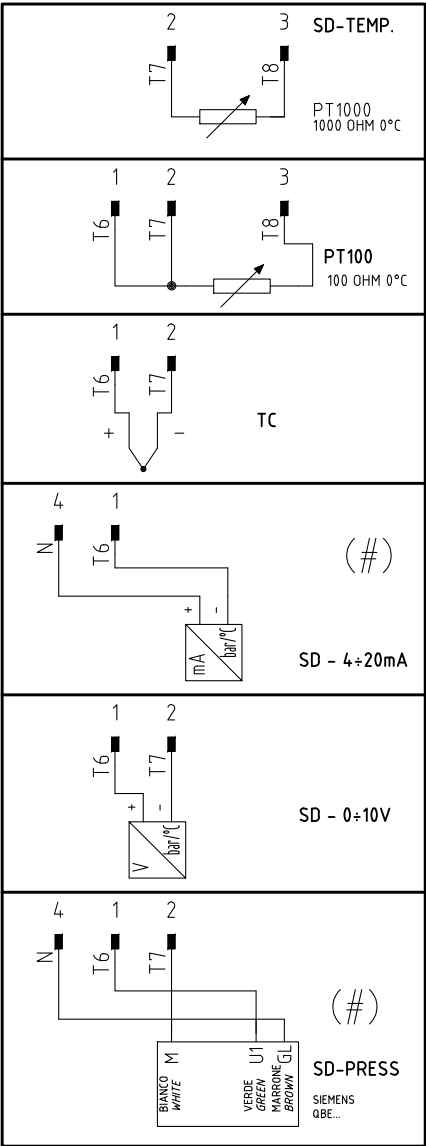 2 3 SD-TEMP.
T7 T8
PT1000
1000 OHM 0°C
1 2 3
T6 T7 T8
PT100
100 OHM 0°C
1 2
T6 T7
+ -
TC
4 1
N T6
(#)
+ -
mA bar/°C
SD - 4÷20mA
1 2
T6 T7
+ -
V bar/°C
SD - 0÷10V
4 1 2
N T6 T7
(#)
M U1 GL
BIANCO
WHITE
VERDE
GREEN
MARRONE
BROWN
SD-PRESS
SIEMENS
QBE...